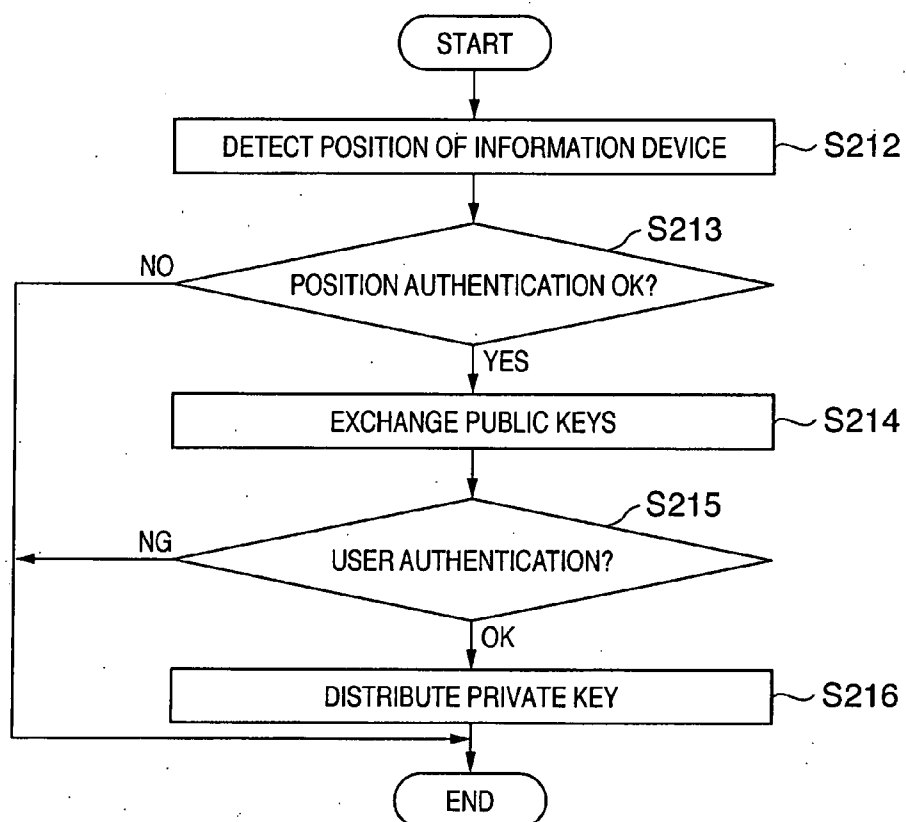 START
DETECT POSITION OF INFORMATION DEVICE
S212
S213
NO
POSITION AUTHENTICATION OK?
YES
EXCHANGE PUBLIC KEYS
S214
S215
NG
USER AUTHENTICATION?
OK
DISTRIBUTE PRIVATE KEY
S216
END